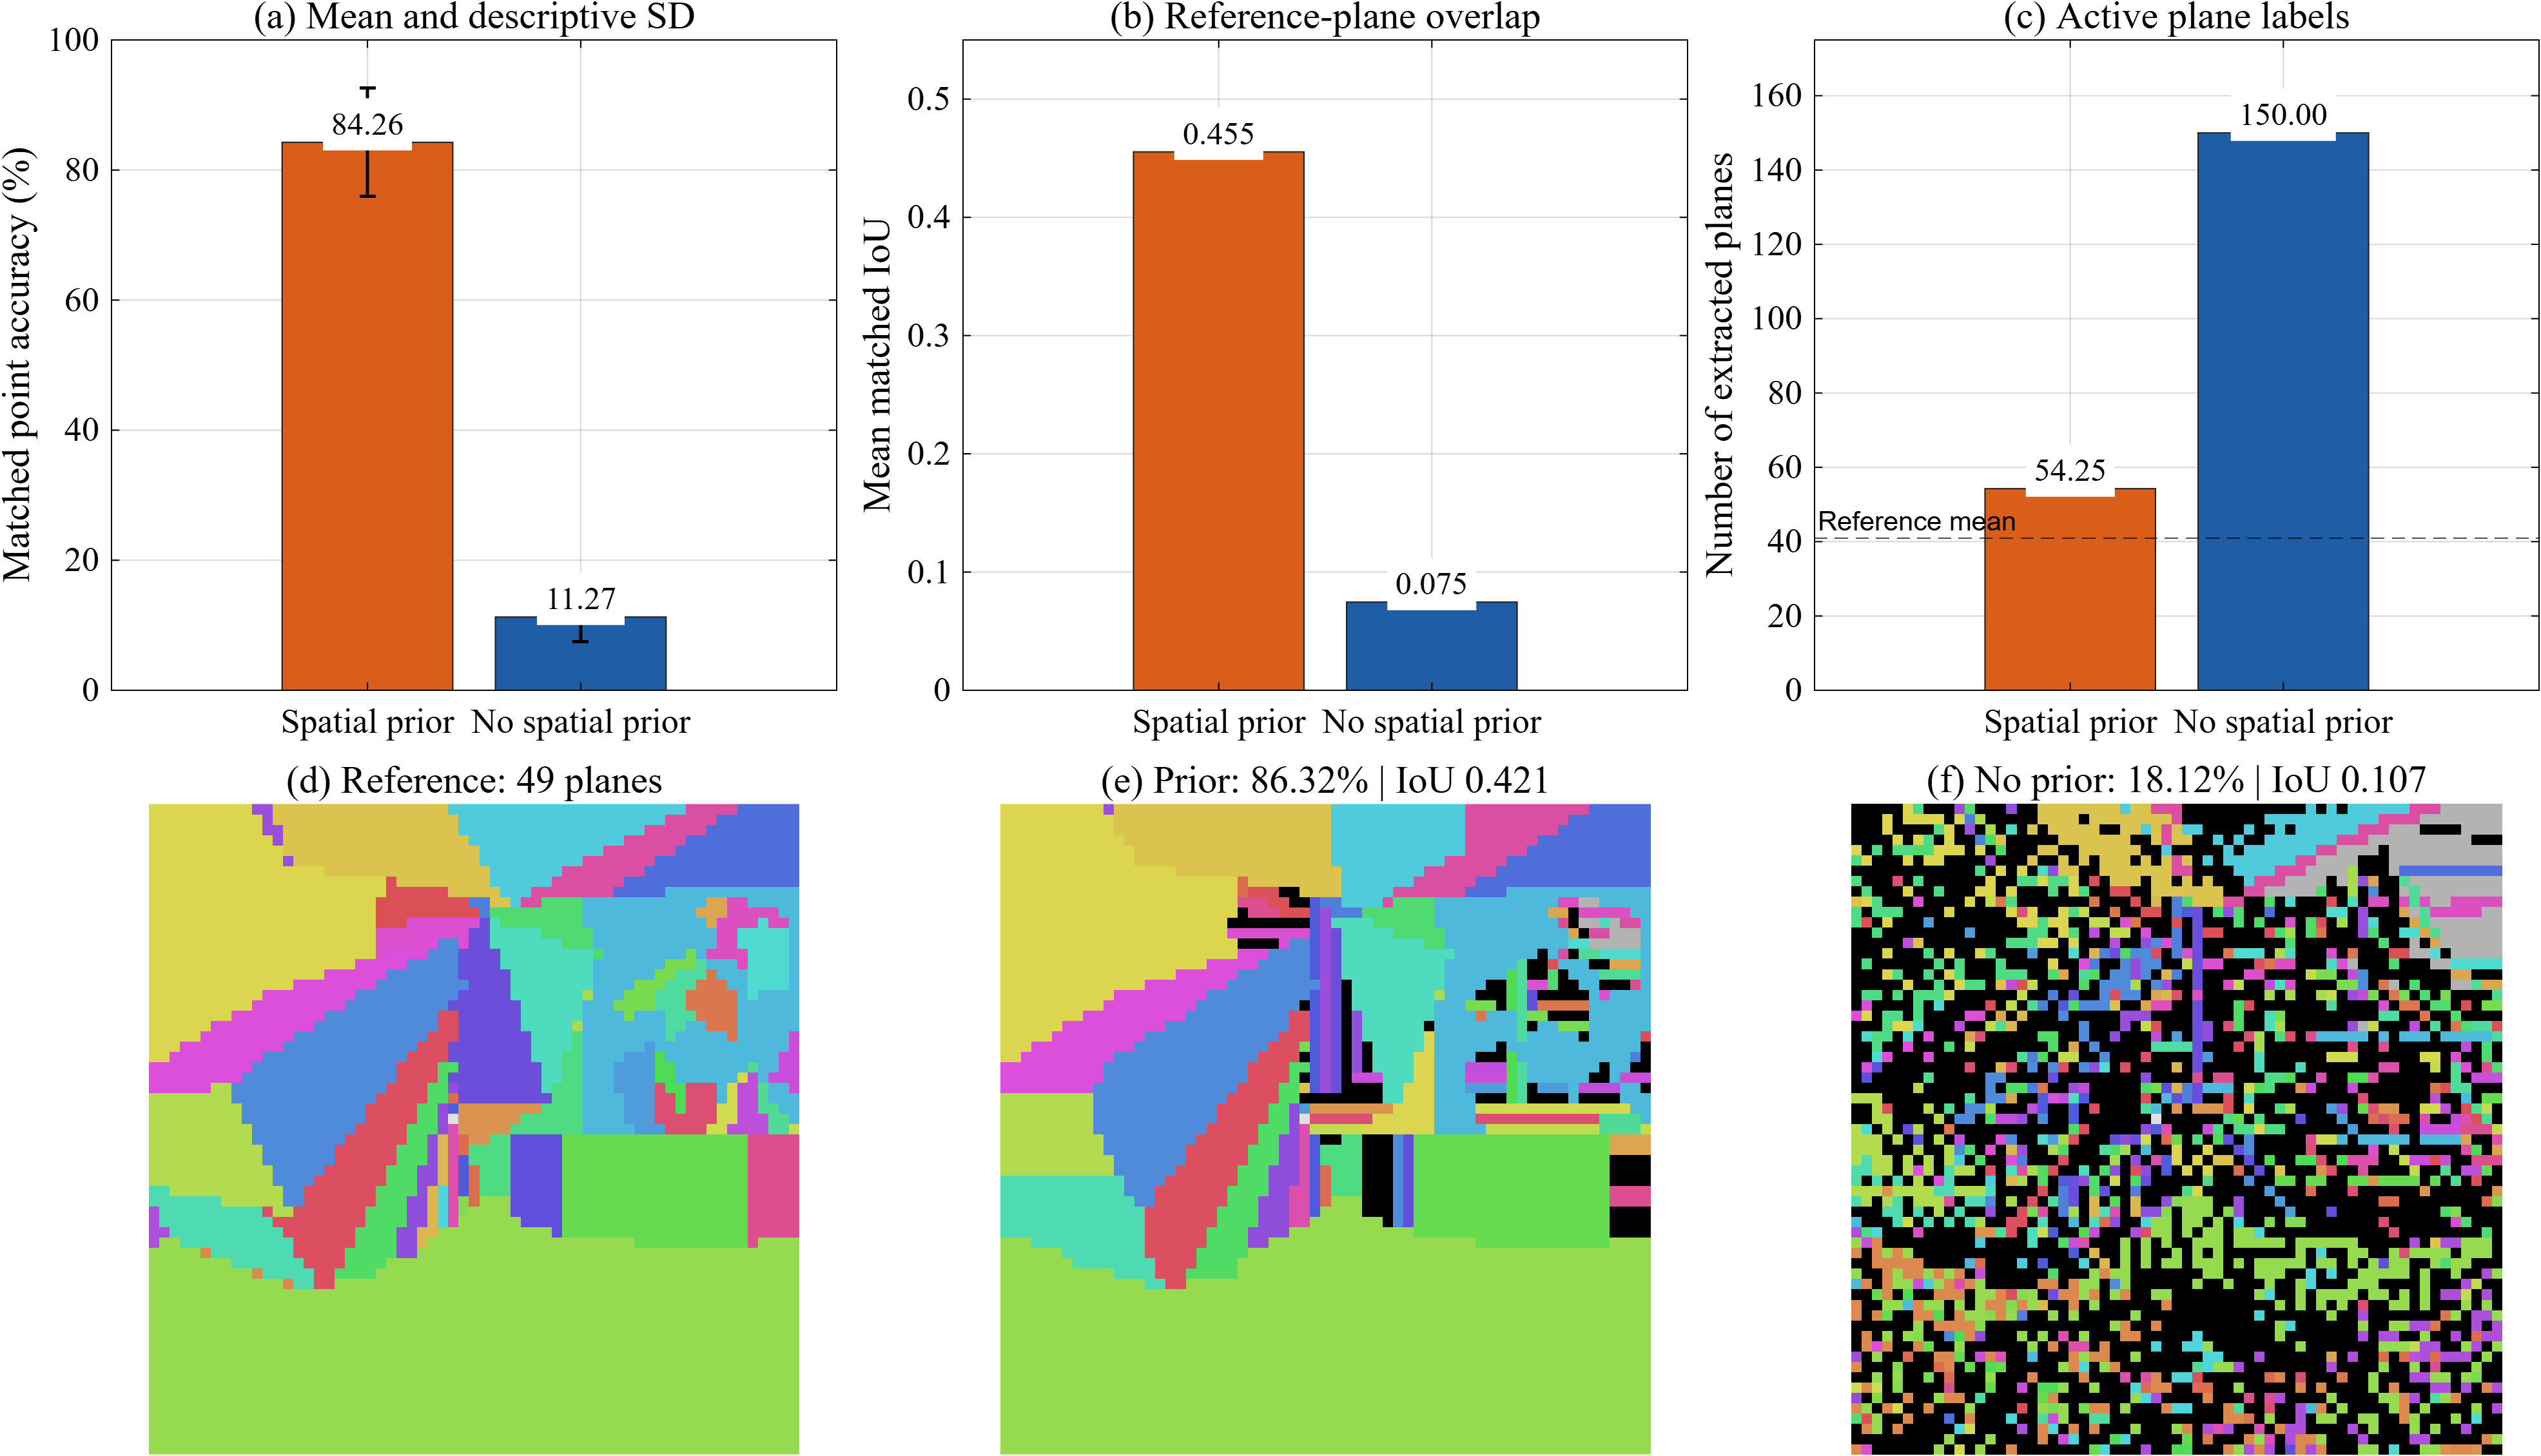 (a) Mean and descriptive SD
Matched point accuracy (%)
100
80
60
40
20
0
84.26
11.27
Spatial prior
No spatial prior
(b) Reference-plane overlap
Mean matched IoU
0.5
0.4
0.3
0.2
0.1
0
0.455
0.075
Spatial prior
No spatial prior
(c) Active plane labels
Number of extracted planes
160
140
120
100
80
60
40
20
0
54.25
150.00
Reference mean
Spatial prior
No spatial prior
(d) Reference: 49 planes
(e) Prior: 86.32% | IoU 0.421
(f) No prior: 18.12% | IoU 0.107